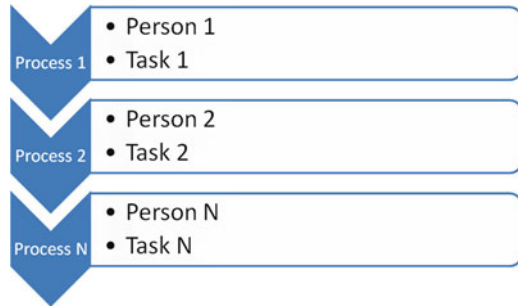 Process 1
• Person 1
• Task 1
Process 2
• Person 2
• Task 2
Process N
• Person N
• Task N